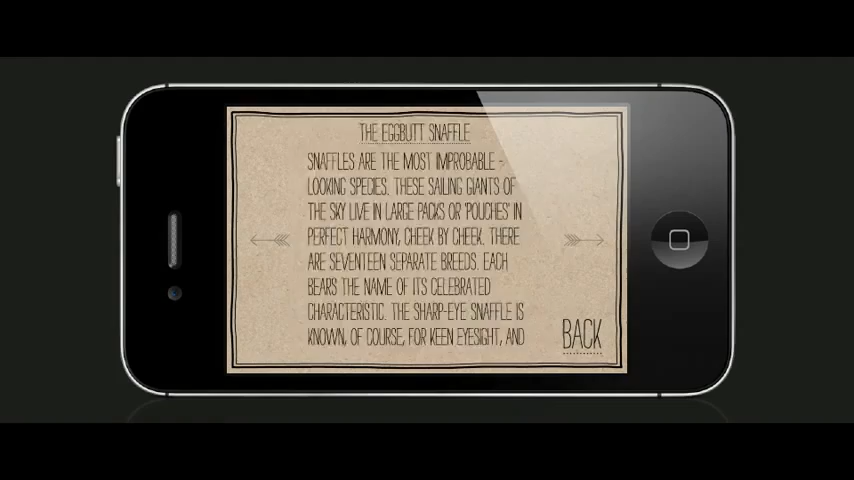 THE EGGBUTT SNAFFLE
SNAFFLES ARE THE MOST IMPROBABLE -
LOOKING SPECIES. THESE SAILING GIANTS OF
THE SKY LIVE IN LARGE PACKS OR 'POUCHES' IN
PERFECT HARMONY, CHEEK BY CHEEK. THERE
ARE SEVENTEEN SEPARATE BREEDS. EACH
BEARS THE NAME OF ITS CELEBRATED
CHARACTERISTIC. THE SHARP-EYE SNAFFLE IS
KNOWN, OF COURSE, FOR KEEN EYESIGHT, AND
BACK